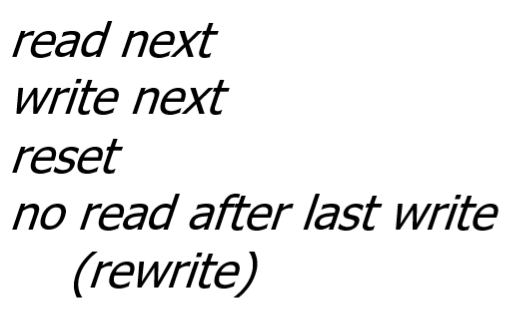 read next
write next
reset
no read after last write
(rewrite)